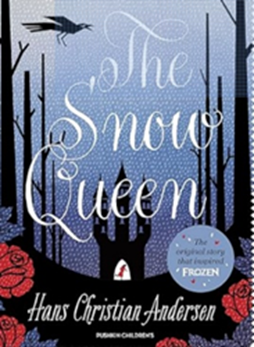 The
Snow
Queen
The
original story
that inspired
FROZEN
Hans Christian Andersen
PUSHKIN CHILDREN'S